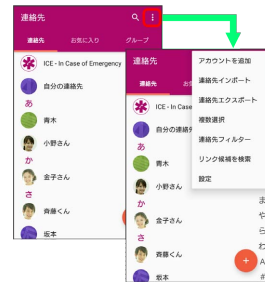 連絡先
連絡先 お気に入り グループ
ICE - In Case of Emergency
自分の連絡先
あ
青木
小野さん
か
金子さん
さ
斉藤くん
坂本
連絡先
連絡先 お気
ICE - In Case
自分の連絡先
あ
青木
小野さん
か
金子さん
さ
斉藤くん
坂本
アカウントを追加
連絡先インポート
連絡先エクスポート
複数選択
連絡先フィルター
リンク候補を検索
設定
ま
や
ら
わ
A
#